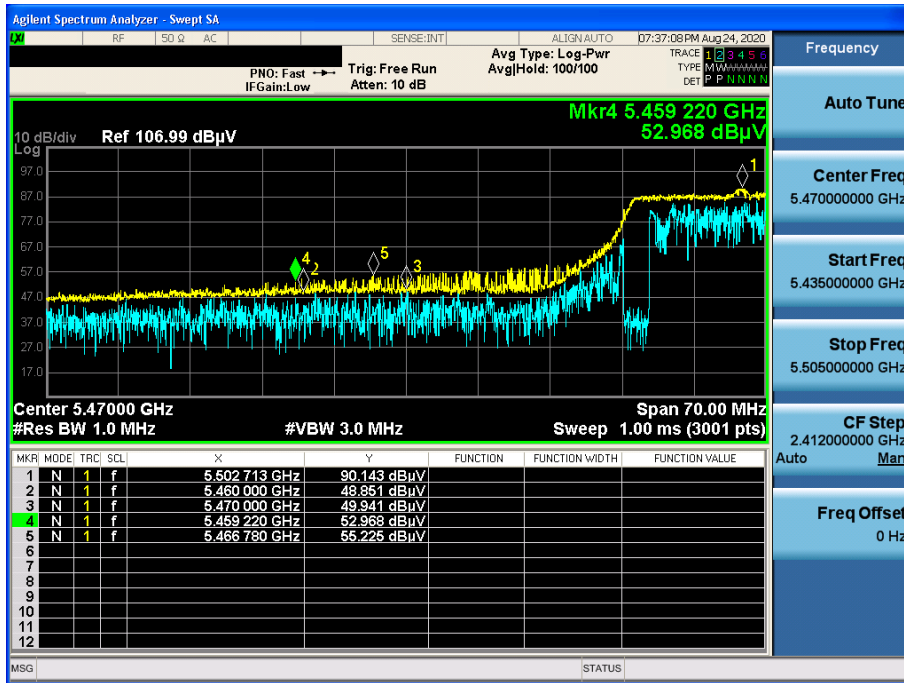 Agilent Spectrum Analyzer - Swept SA
LXI RF 50 Ω AC SENSE:INT ALIGN AUTO 07:37:08 PM Aug 24, 2020
PNO: Fast Trig: Free Run Avg Type: Log-Pwr TRACE 1 2 3 4 5 6
IFGain:Low Atten: 10 dB Avg|Hold: 100/100 TYPE M W W W W W
DET P P N N N N
Mkr4 5.459 220 GHz
52.968 dBµV
10 dB/div Ref 106.99 dBµV
Log
97.0
87.0
77.0
67.0
57.0
47.0
37.0
27.0
17.0
1
4 2 5 3
Center 5.47000 GHz Span 70.00 MHz
#Res BW 1.0 MHz #VBW 3.0 MHz Sweep 1.00 ms (3001 pts)
MKR MODE TRC SCL X Y FUNCTION FUNCTION WIDTH FUNCTION VALUE
1 N 1 f 5.502 713 GHz 90.143 dBµV
2 N 1 f 5.460 000 GHz 48.851 dBµV
3 N 1 f 5.470 000 GHz 49.941 dBµV
4 N 1 f 5.459 220 GHz 52.968 dBµV
5 N 1 f 5.466 780 GHz 55.225 dBµV
6
7
8
9
10
11
12
MSG STATUS
Frequency
Auto Tune
Center Freq
5.470000000 GHz
Start Freq
5.435000000 GHz
Stop Freq
5.505000000 GHz
CF Step
2.412000000 GHz
Auto Man
Freq Offset
0 Hz